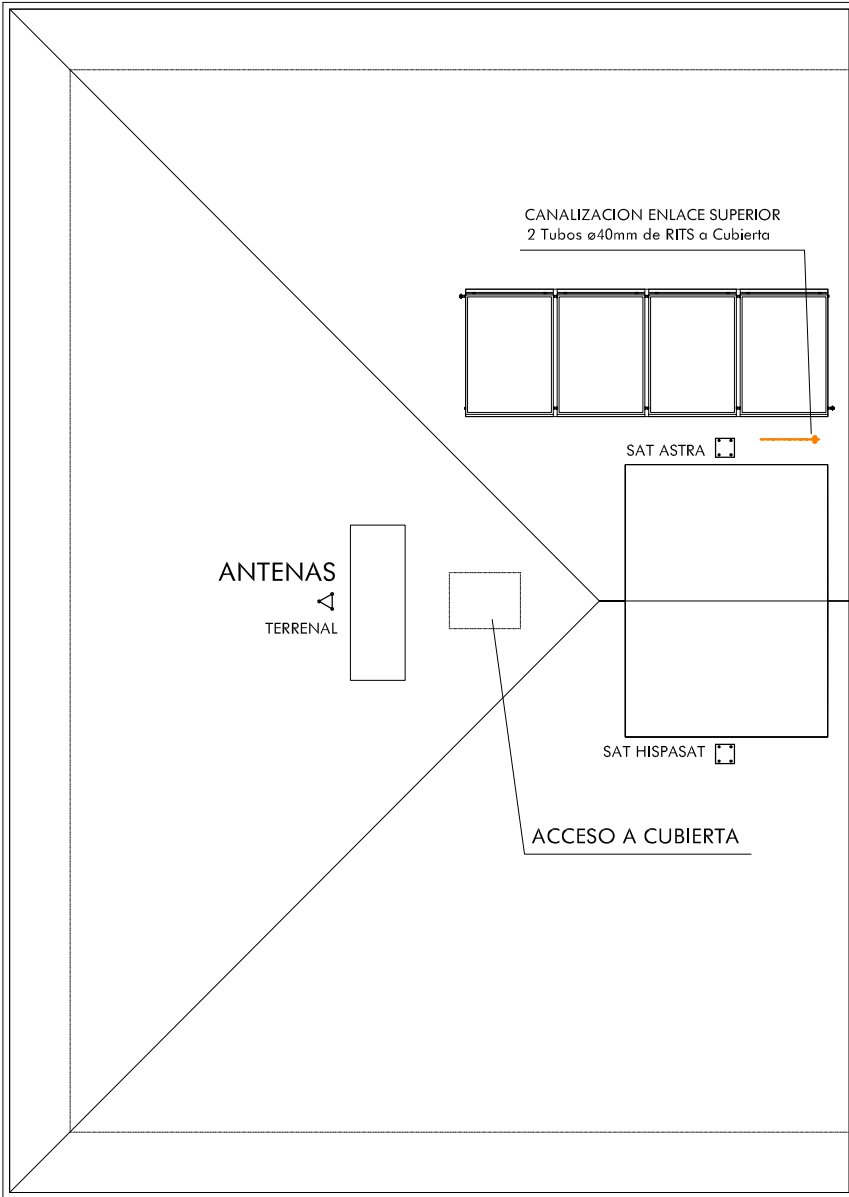 CANALIZACION ENLACE SUPERIOR
2 Tubos ø40mm de RITS a Cubierta
SAT ASTRA
ANTENAS
TERRENAL
SAT HISPASAT
ACCESO A CUBIERTA